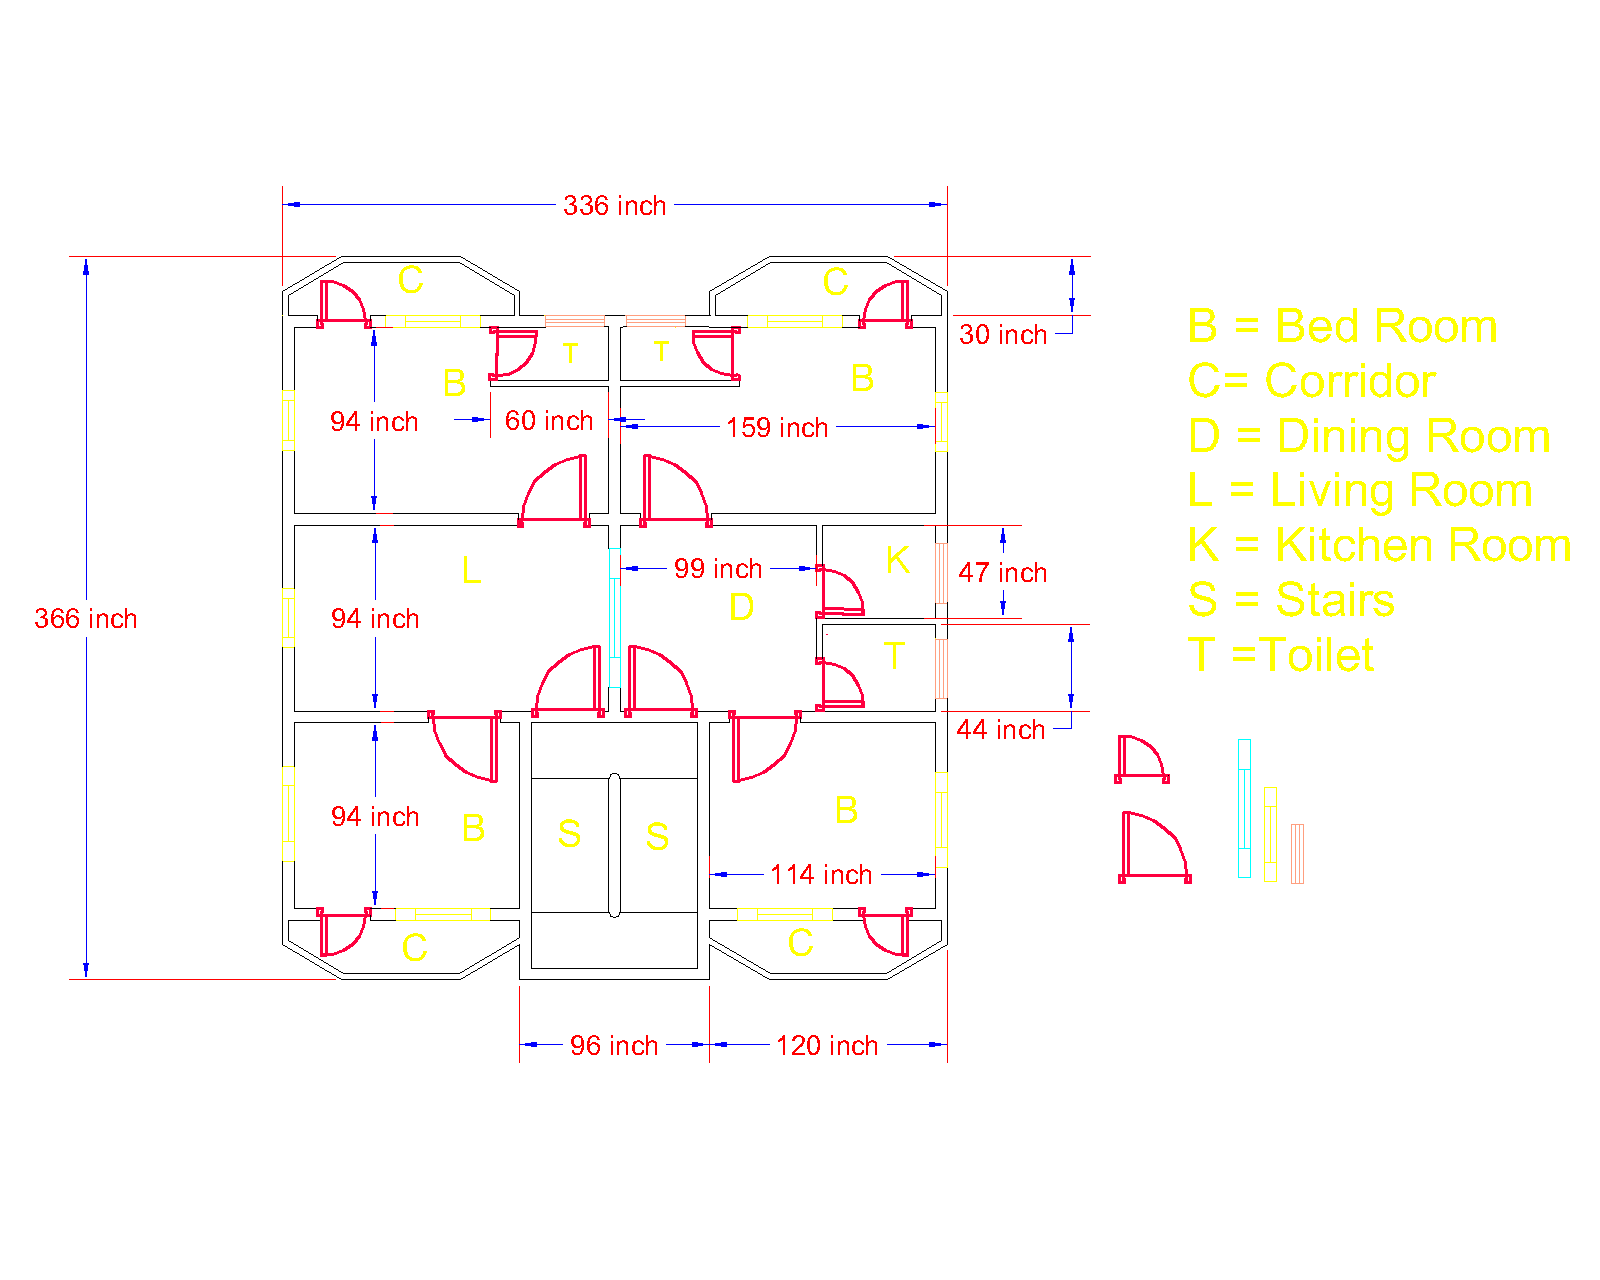 336 inch
C
C
30 inch
B = Bed Room
T
T
B
B
C= Corridor
94 inch
60 inch
159 inch
D = Dining Room
L = Living Room
L
99 inch
K
47 inch
K = Kitchen Room
366 inch
94 inch
D
S = Stairs
T
T =Toilet
44 inch
94 inch
B
S
S
B
114 inch
C
C
96 inch
120 inch